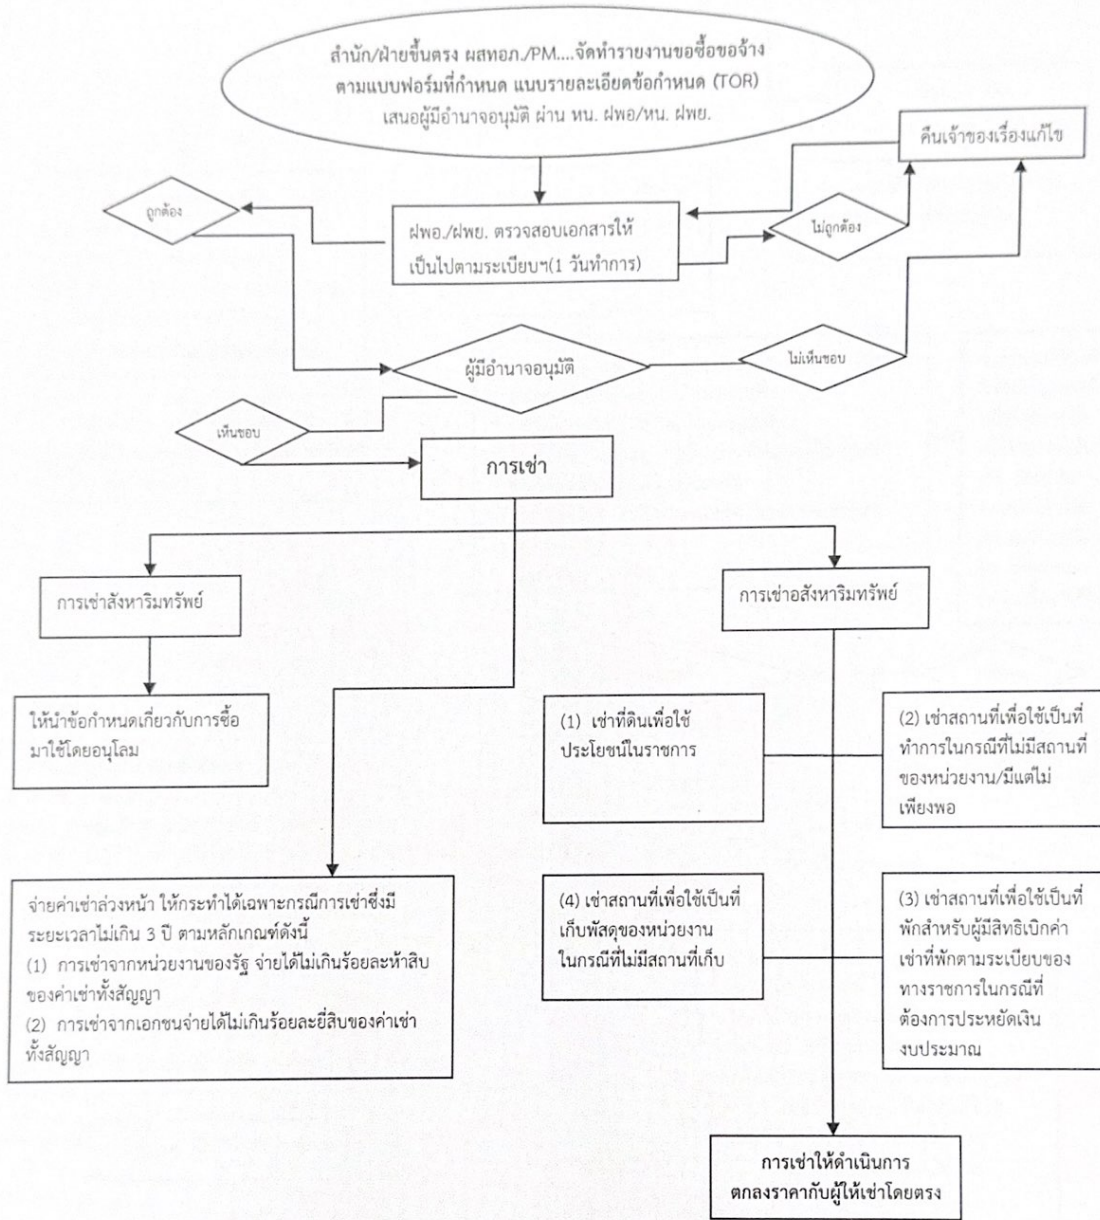 สำนัก/ฝ่ายขึ้นตรง ผสทอภ./PM....จัดทำรายงานขอซื้อขอจ้าง
ตามแบบฟอร์มที่กำหนด แนบรายละเอียดข้อกำหนด (TOR)
เสนอผู้มีอำนาจอนุมัติ ผ่าน หน. ฝพอ/หน. ฝพย.
คืนเจ้าของเรื่องแก้ไข
ถูกต้อง
ฝพอ./ฝพย. ตรวจสอบเอกสารให้
เป็นไปตามระเบียบฯ(1 วันทำการ)
ไม่ถูกต้อง
ผู้มีอำนาจอนุมัติ
ไม่เห็นชอบ
เห็นชอบ
การเช่า
การเช่าสังหาริมทรัพย์
การเช่าอสังหาริมทรัพย์
ให้นำข้อกำหนดเกี่ยวกับการซื้อ
มาใช้โดยอนุโลม
(1) เช่าที่ดินเพื่อใช้
ประโยชน์ในราชการ
(2) เช่าสถานที่เพื่อใช้เป็นที่
ทำการในกรณีที่ไม่มีสถานที่
ของหน่วยงาน/มีแต่ไม่
เพียงพอ
จ่ายค่าเช่าล่วงหน้า ให้กระทำได้เฉพาะกรณีการเช่าซึ่งมี
ระยะเวลาไม่เกิน 3 ปี ตามหลักเกณฑ์ดังนี้
(1) การเช่าจากหน่วยงานของรัฐ จ่ายได้ไม่เกินร้อยละห้าสิบ
ของค่าเช่าทั้งสัญญา
(2) การเช่าจากเอกชนจ่ายได้ไม่เกินร้อยละยี่สิบของค่าเช่า
ทั้งสัญญา
(4) เช่าสถานที่เพื่อใช้เป็นที่
เก็บพัสดุของหน่วยงาน
ในกรณีที่ไม่มีสถานที่เก็บ
(3) เช่าสถานที่เพื่อใช้เป็นที่
พักสำหรับผู้มีสิทธิเบิกค่า
เช่าที่พักตามระเบียบของ
ทางราชการในกรณีที่
ต้องการประหยัดเงิน
งบประมาณ
การเช่าให้ดำเนินการ
ตกลงราคากับผู้ให้เช่าโดยตรง